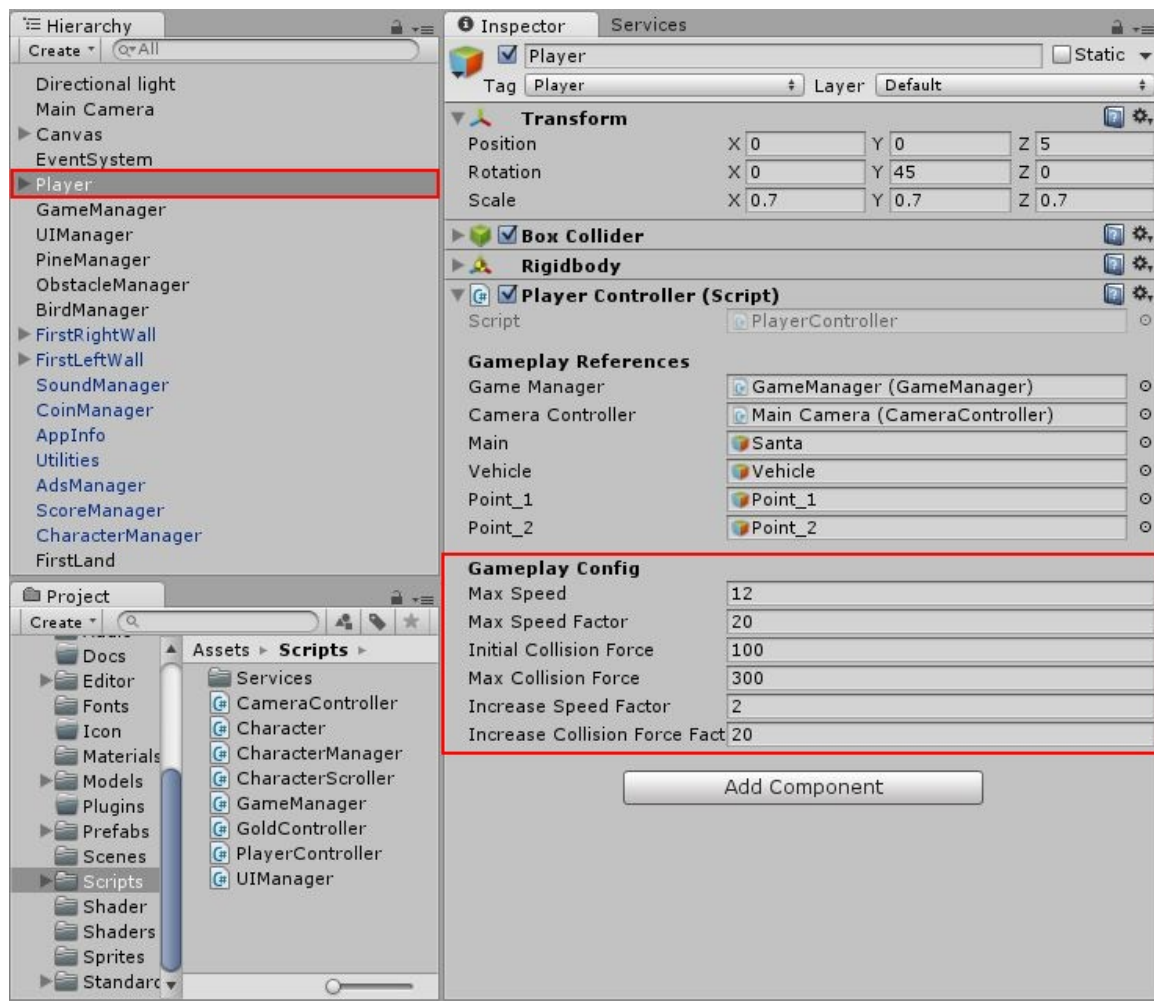 Hierarchy
Create All
Directional light
Main Camera
Canvas
EventSystem
Player
GameManager
UIManager
PineManager
ObstacleManager
BirdManager
FirstRightWall
FirstLeftWall
SoundManager
CoinManager
AppInfo
Utilities
AdsManager
ScoreManager
CharacterManager
FirstLand
Project
Create
Docs
Editor
Fonts
Icon
Materials
Models
Plugins
Prefabs
Scenes
Scripts
Shader
Shaders
Sprites
Standard
Assets Scripts
Services
CameraController
Character
CharacterManager
CharacterScroller
GameManager
GoldController
PlayerController
UIManager
Inspector Services
Player Static
Tag Player Layer Default
Transform
Position X 0 Y 0 Z 5
Rotation X 0 Y 45 Z 0
Scale X 0.7 Y 0.7 Z 0.7
Box Collider
Rigidbody
Player Controller (Script)
Script PlayerController
Gameplay References
Game Manager GameManager (GameManager)
Camera Controller Main Camera (CameraController)
Main Santa
Vehicle Vehicle
Point_1 Point_1
Point_2 Point_2
Gameplay Config
Max Speed 12
Max Speed Factor 20
Initial Collision Force 100
Max Collision Force 300
Increase Speed Factor 2
Increase Collision Force Fact 20
Add Component